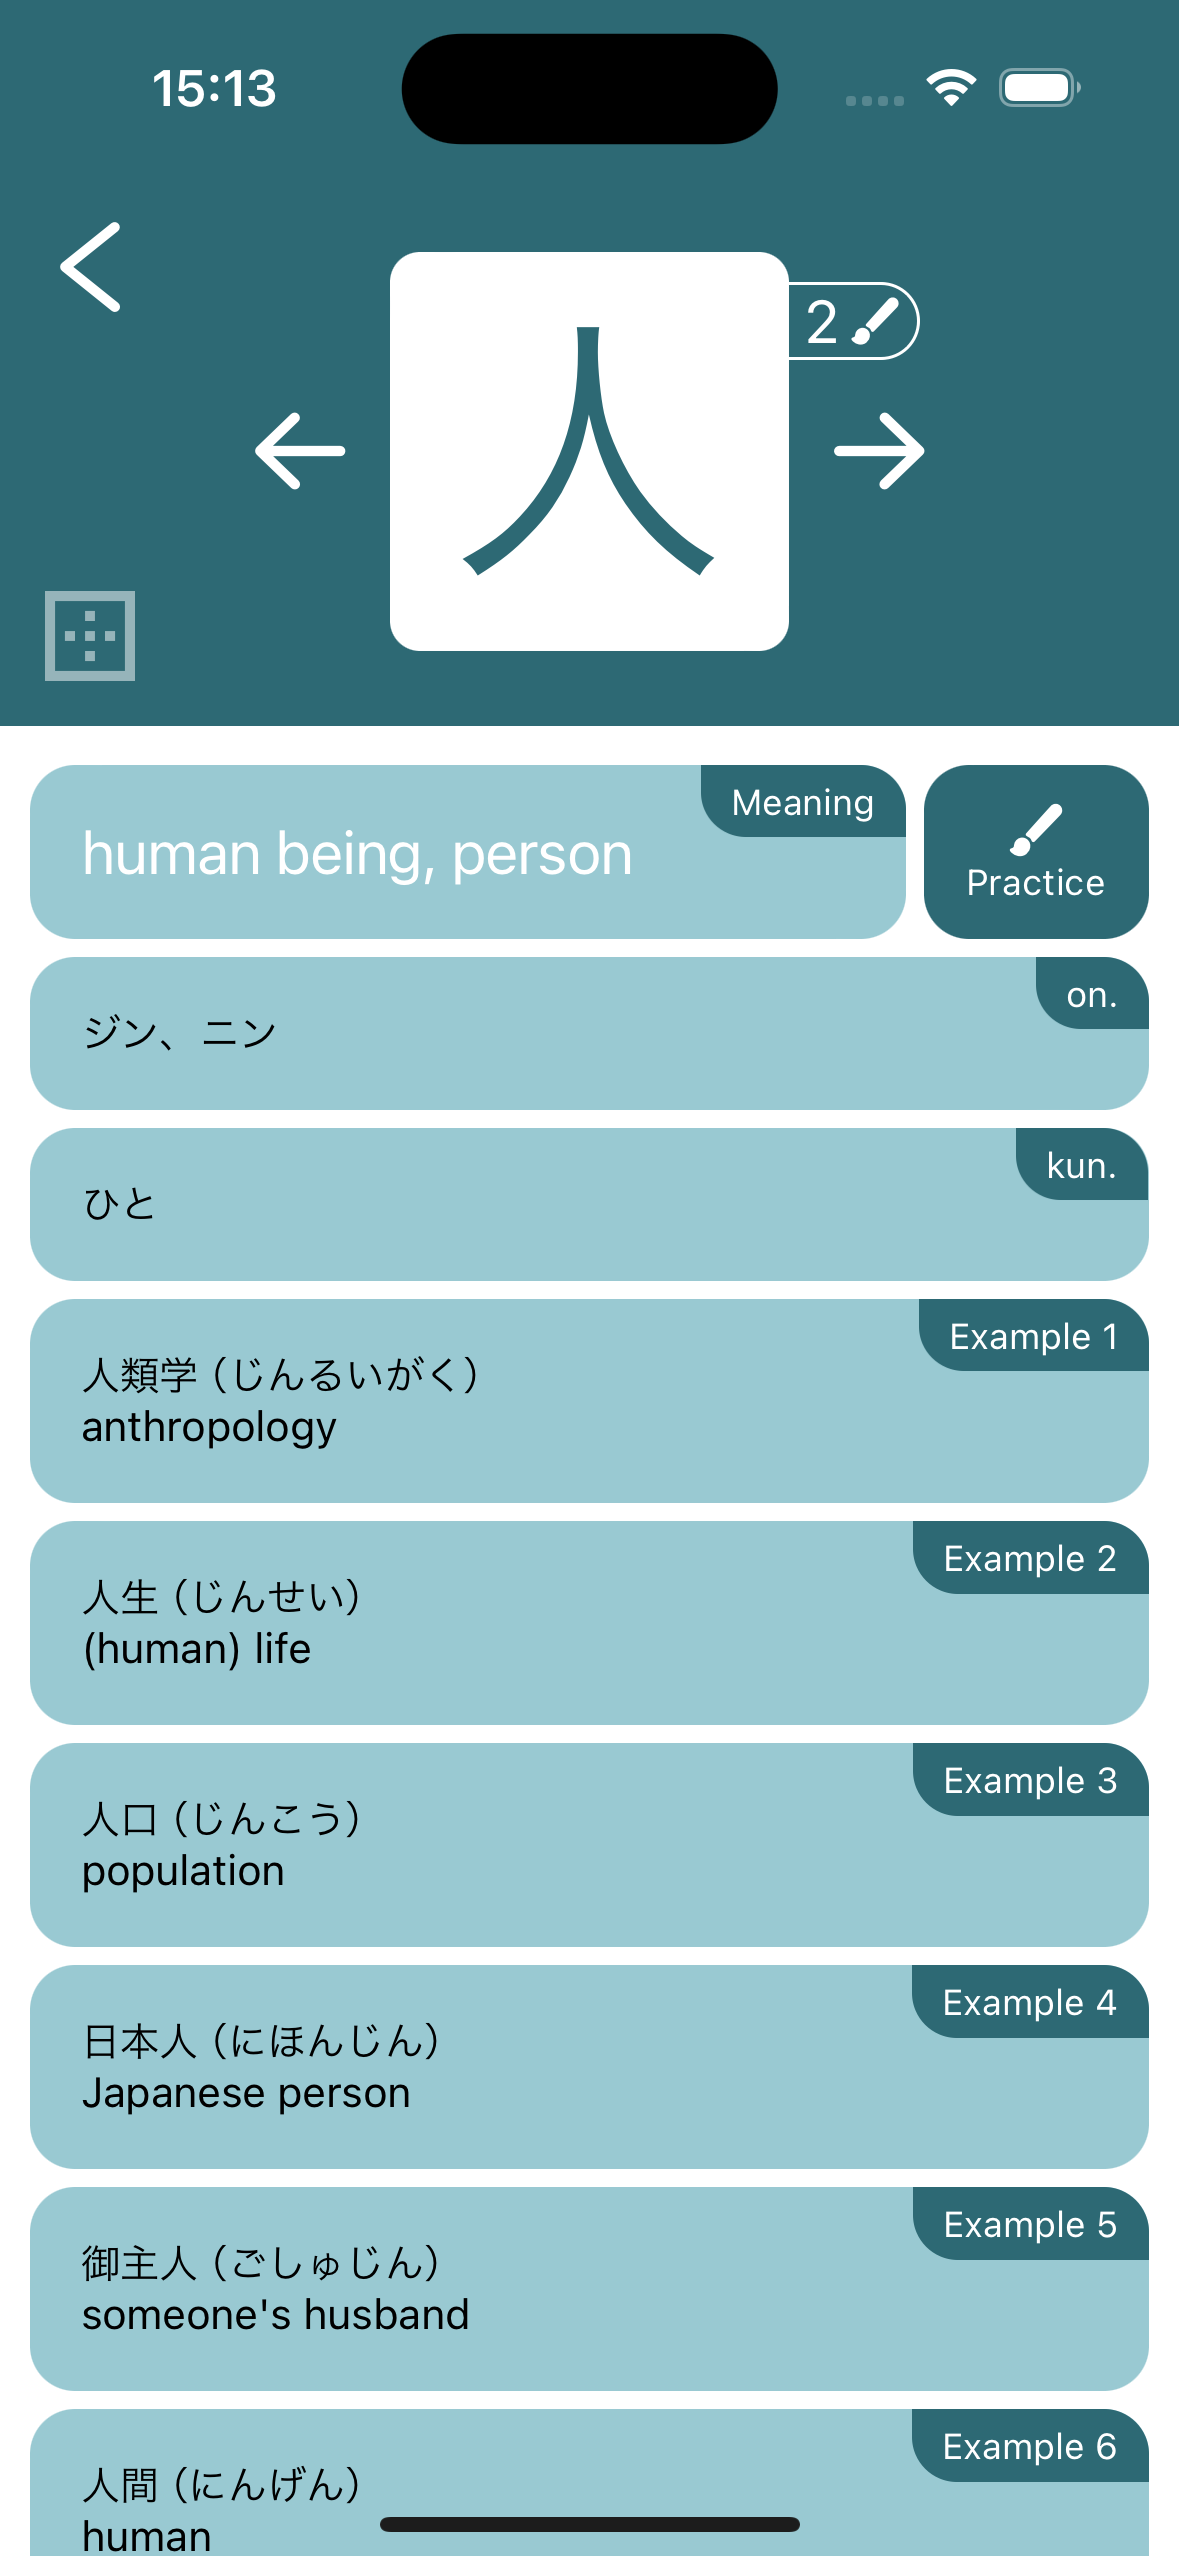 15:13
人
2
Meaning
human being, person
Practice
on.
ジン、ニン
kun.
ひと
Example 1
人類学（じんるいがく）
anthropology
Example 2
人生（じんせい）
(human) life
Example 3
人口（じんこう）
population
Example 4
日本人（にほんじん）
Japanese person
Example 5
御主人（ごしゅじん）
someone's husband
Example 6
人間（にんげん）
human